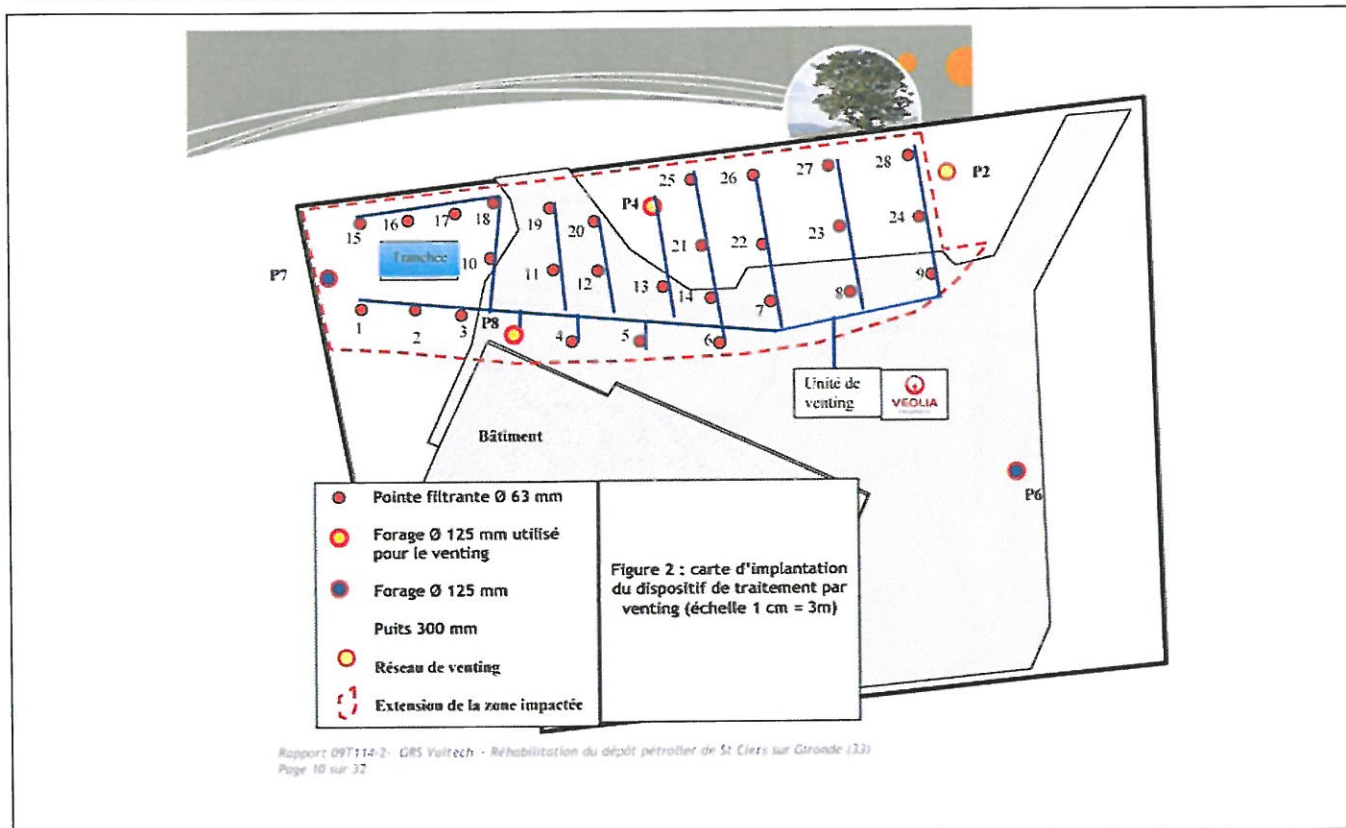 28
27
26
25
P2
P4
18
17
16
15
19
20
21
22
23
24
Tranchée
10
11
12
13
14
7
8
9
P7
1
2
3
P8
4
5
6
Unité de
venting
VEOLIA
Bâtiment
P6
Pointe filtrante Ø 63 mm
Forage Ø 125 mm utilisé
pour le venting
Forage Ø 125 mm
Puits 300 mm
Réseau de venting
Extension de la zone impactée
Figure 2 : carte d'implantation
du dispositif de traitement par
venting (échelle 1 cm = 3m)
Rapport 09T114-2- GRS Valtech - Réhabilitation du dépôt pétrolier de St Ciers sur Gironde (33)
Page 10 sur 32